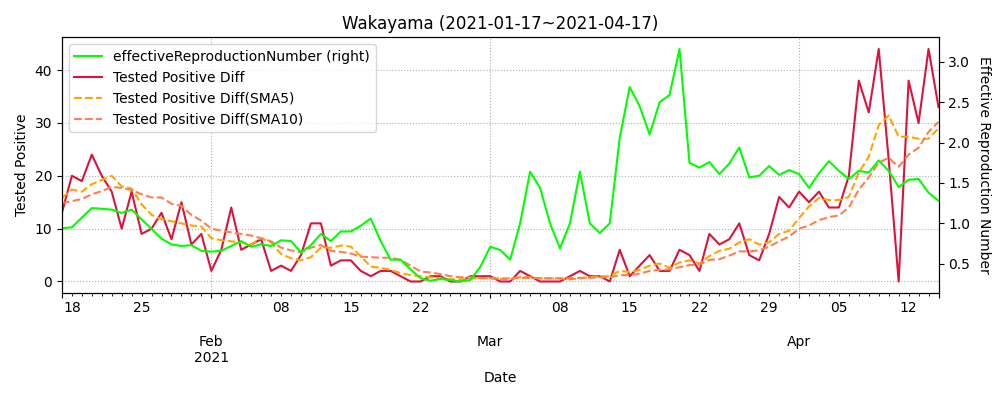 Wakayama (2021-01-17~2021-04-17)
effectiveReproductionNumber (right)
Tested Positive Diff
Tested Positive Diff(SMA5)
Tested Positive Diff(SMA10)
Tested Positive
40
30
20
10
0
3.0
2.5
2.0
1.5
1.0
0.5
Effective Reproduction Number
18 25 08 15 22 08 15 22 29 05 12
Feb Mar Apr
2021
Date